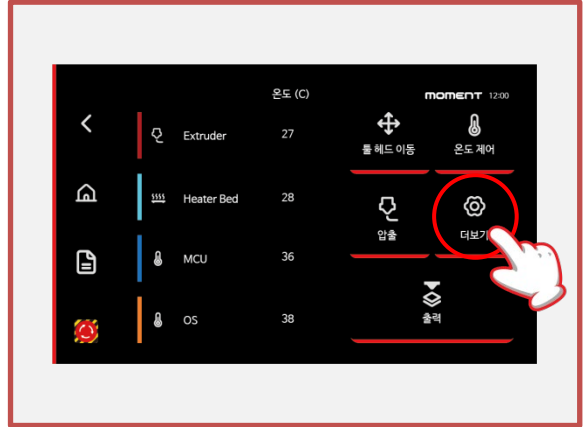 온도 (C)
moment 12:00
Extruder 27
Heater Bed 28
MCU 36
OS 38
툴 헤드 이동
온도 제어
압출
더보기
출력